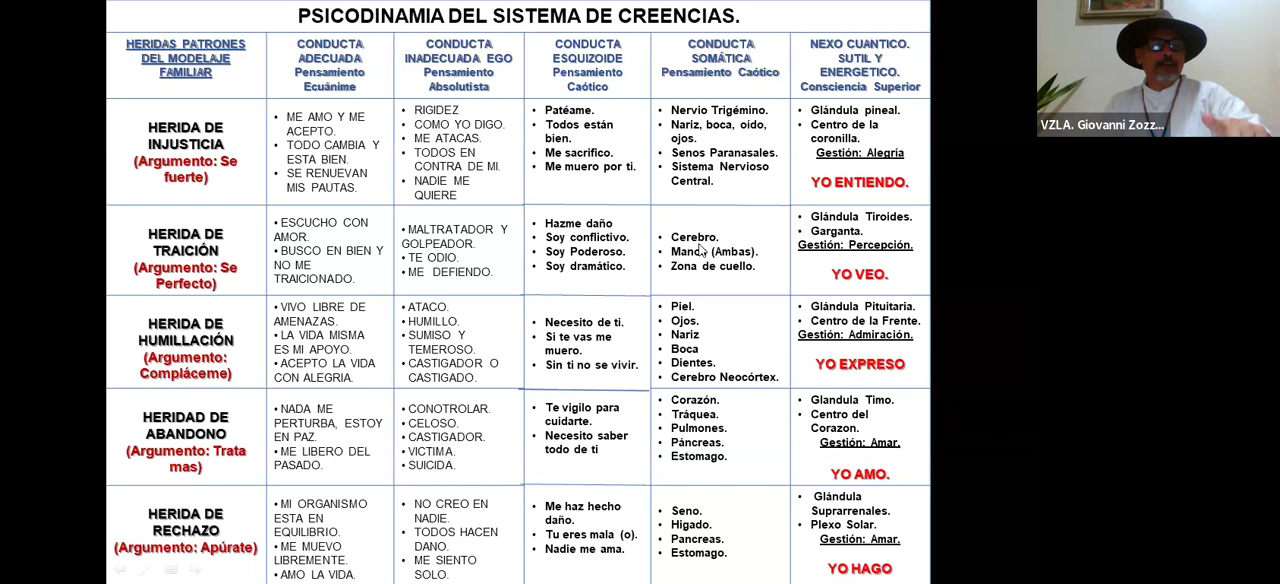 PSICODINAMIA DEL SISTEMA DE CREENCIAS.
HERIDAS PATRONES
DEL MODELAJE
FAMILIAR
CONDUCTA
ADECUADA
Pensamiento
Ecuánime
CONDUCTA
INADECUADA EGO
Pensamiento
Absolutista
CONDUCTA
ESQUIZOIDE
Pensamiento
Caótico
CONDUCTA
SOMÁTICA
Pensamiento Caótico
NEXO CUANTICO.
SUTIL Y
ENERGETICO.
Consciencia Superior
HERIDA DE
INJUSTICIA
(Argumento: Se
fuerte)
• ME AMO Y ME
ACEPTO.
• TODO CAMBIA Y
ESTA BIEN.
• SE RENUEVAN
MIS PAUTAS.
• RIGIDEZ
• COMO YO DIGO.
• ME ATACAS.
• TODOS EN
CONTRA DE MI.
• NADIE ME
QUIERE
• Patéame.
• Todos están
bien.
• Me sacrifico.
• Me muero por ti.
• Nervio Trigémino.
• Nariz, boca, oído,
ojos.
• Senos Paranasales.
• Sistema Nervioso
Central.
• Glándula pineal.
• Centro de la
coronilla.
Gestión: Alegría
YO ENTIENDO.
HERIDA DE
TRAICIÓN
(Argumento: Se
Perfecto)
• ESCUCHO CON
AMOR.
• BUSCO EN BIEN Y
NO ME
TRAICIONADO.
• MALTRATADOR Y
GOLPEADOR.
• TE ODIO.
• ME DEFIENDO.
• Hazme daño
• Soy conflictivo.
• Soy Poderoso.
• Soy dramático.
• Cerebro.
• Manos (Ambas).
• Zona de cuello.
• Glándula Tiroides.
• Garganta.
Gestión: Percepción.
YO VEO.
HERIDA DE
HUMILLACIÓN
(Argumento:
Compláceme)
• VIVO LIBRE DE
AMENAZAS.
• LA VIDA MISMA
ES MI APOYO.
• ACEPTO LA VIDA
CON ALEGRIA.
• ATACO.
• HUMILLO.
• SUMISO Y
TEMEROSO.
• CASTIGADOR O
CASTIGADO.
• Necesito de ti.
• Si te vas me
muero.
• Sin ti no se vivir.
• Piel.
• Ojos.
• Nariz
• Boca
• Dientes.
• Cerebro Neocórtex.
• Glándula Pituitaria.
• Centro de la Frente.
Gestión: Admiración.
YO EXPRESO
HERIDAD DE
ABANDONO
(Argumento: Trata
mas)
• NADA ME
PERTURBA, ESTOY
EN PAZ.
• ME LIBERO DEL
PASADO.
• CONOTROLAR.
• CELOSO.
• CASTIGADOR.
• VICTIMA.
• SUICIDA.
• Te vigilo para
cuidarte.
• Necesito saber
todo de ti
• Corazón.
• Tráquea.
• Pulmones.
• Páncreas.
• Estomago.
• Glandula Timo.
• Centro del
Corazon.
Gestión: Amar.
YO AMO.
HERIDA DE
RECHAZO
(Argumento: Apúrate)
• MI ORGANISMO
ESTA EN
EQUILIBRIO.
• ME MUEVO
LIBREMENTE.
• AMO LA VIDA.
• NO CREO EN
NADIE.
• TODOS HACEN
DANO.
• ME SIENTO
SOLO.
• Me haz hecho
daño.
• Tu eres mala (o).
• Nadie me ama.
• Seno.
• Higado.
• Pancreas.
• Estomago.
• Glándula
Suprarrenales.
• Plexo Solar.
Gestión: Amar.
YO HAGO
VZLA. Giovanni Zozz...